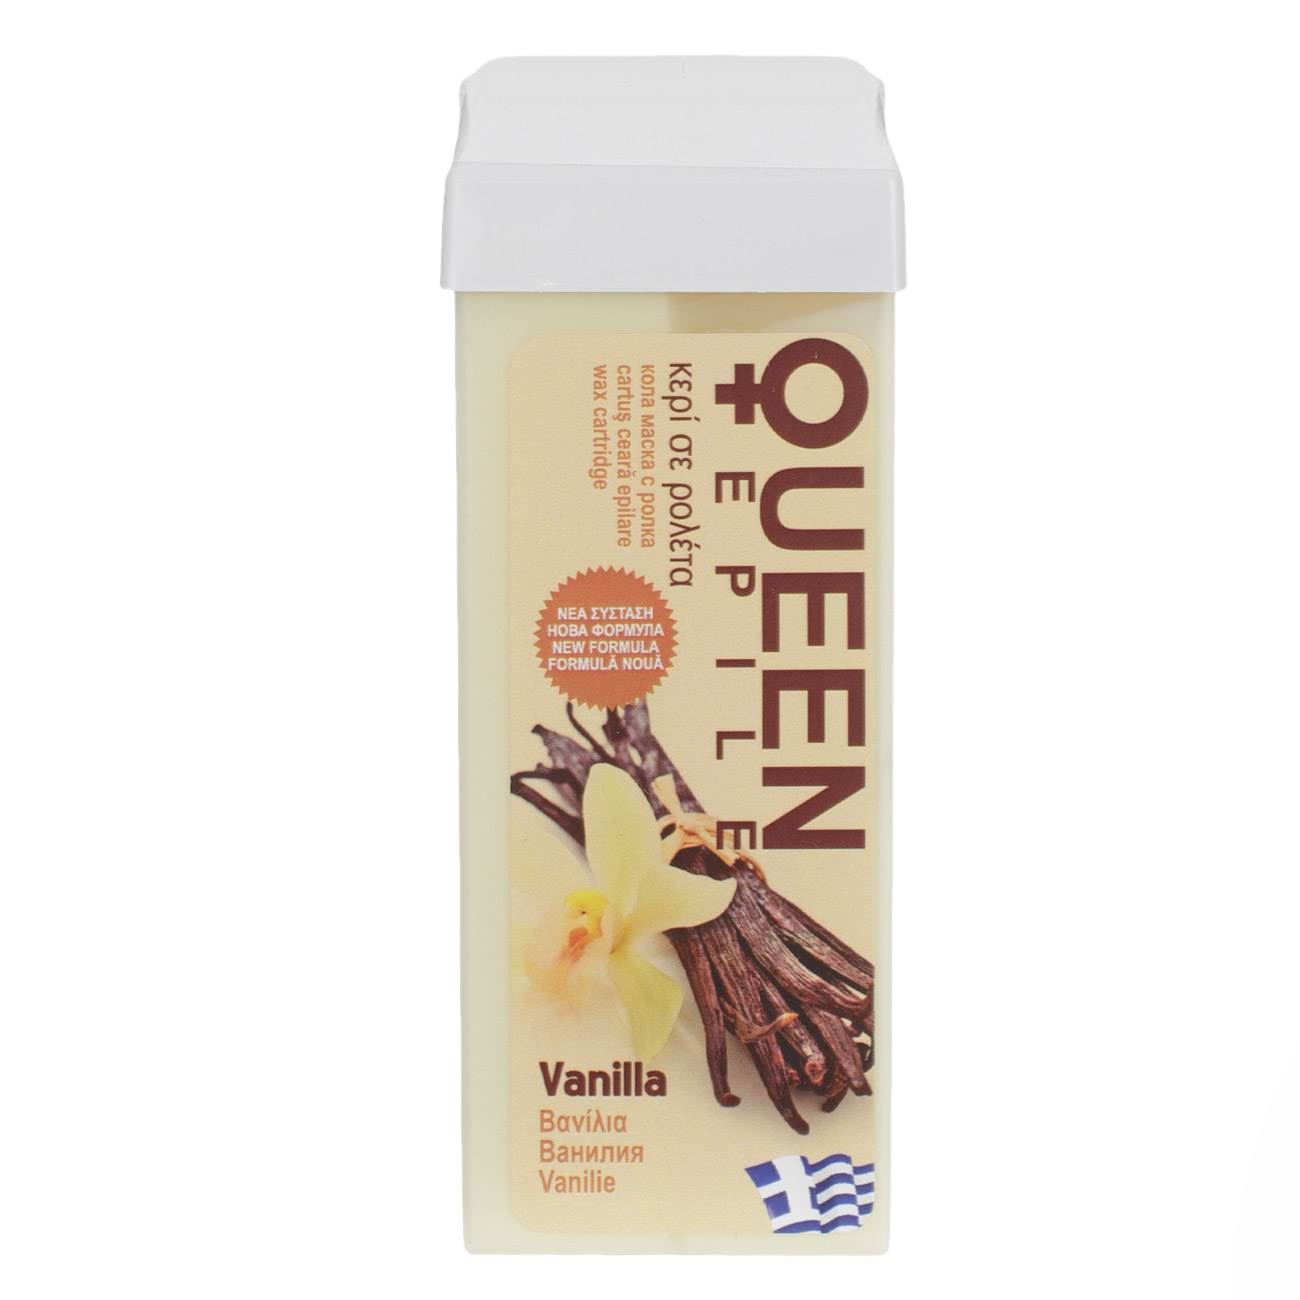 QUEEN
EPILE
κερί σε ρολέτα
кола маска с ролка
cartuş ceară epilare
wax cartridge
ΝΕΑ ΣΥΣΤΑΣΗ
НОВА ФОРМУЛА
NEW FORMULA
FORMULĂ NOUĂ
Vanilla
Βανίλια
Ванилия
Vanilie